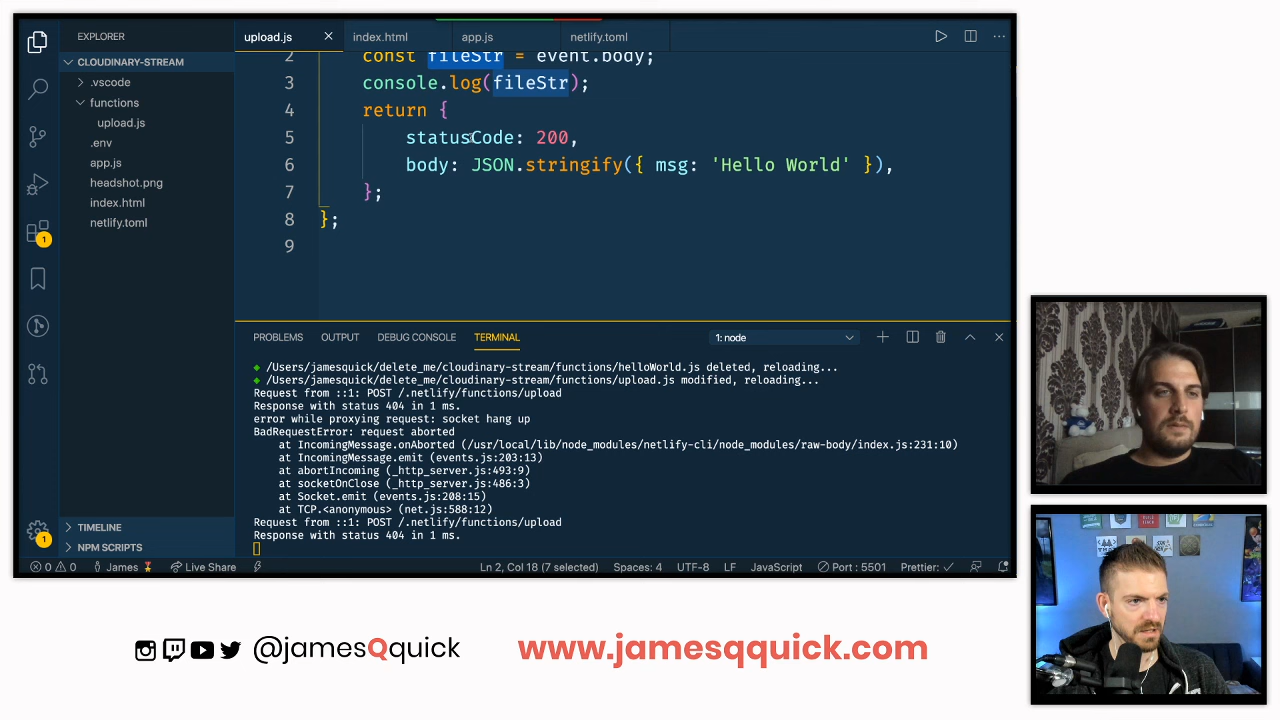 EXPLORER
CLOUDINARY-STREAM
.vscode
functions
upload.js
.env
app.js
headshot.png
index.html
netlify.toml
TIMELINE
NPM SCRIPTS
upload.js
index.html
app.js
netlify.toml
2 const fileStr = event.body;
3 console.log(fileStr);
4 return {
5 statusCode: 200,
6 body: JSON.stringify({ msg: 'Hello World' }),
7 };
8 };
9
PROBLEMS OUTPUT DEBUG CONSOLE TERMINAL 1: node
/Users/jamesquick/delete_me/cloudinary-stream/functions/helloWorld.js deleted, reloading...
/Users/jamesquick/delete_me/cloudinary-stream/functions/upload.js modified, reloading...
Request from ::1: POST /.netlify/functions/upload
Response with status 404 in 1 ms.
error while proxying request: socket hang up
BadRequestError: request aborted
at IncomingMessage.onAborted (/usr/local/lib/node_modules/netlify-cli/node_modules/raw-body/index.js:231:10)
at IncomingMessage.emit (events.js:203:13)
at abortIncoming (_http_server.js:493:9)
at socketOnClose (_http_server.js:486:3)
at Socket.emit (events.js:208:15)
at TCP.<anonymous> (net.js:588:12)
Request from ::1: POST /.netlify/functions/upload
Response with status 404 in 1 ms.
1
1
0 0 James Live Share Ln 2, Col 18 (7 selected) Spaces: 4 UTF-8 LF JavaScript Port : 5501 Prettier:
@jamesQquick www.jamesqquick.com